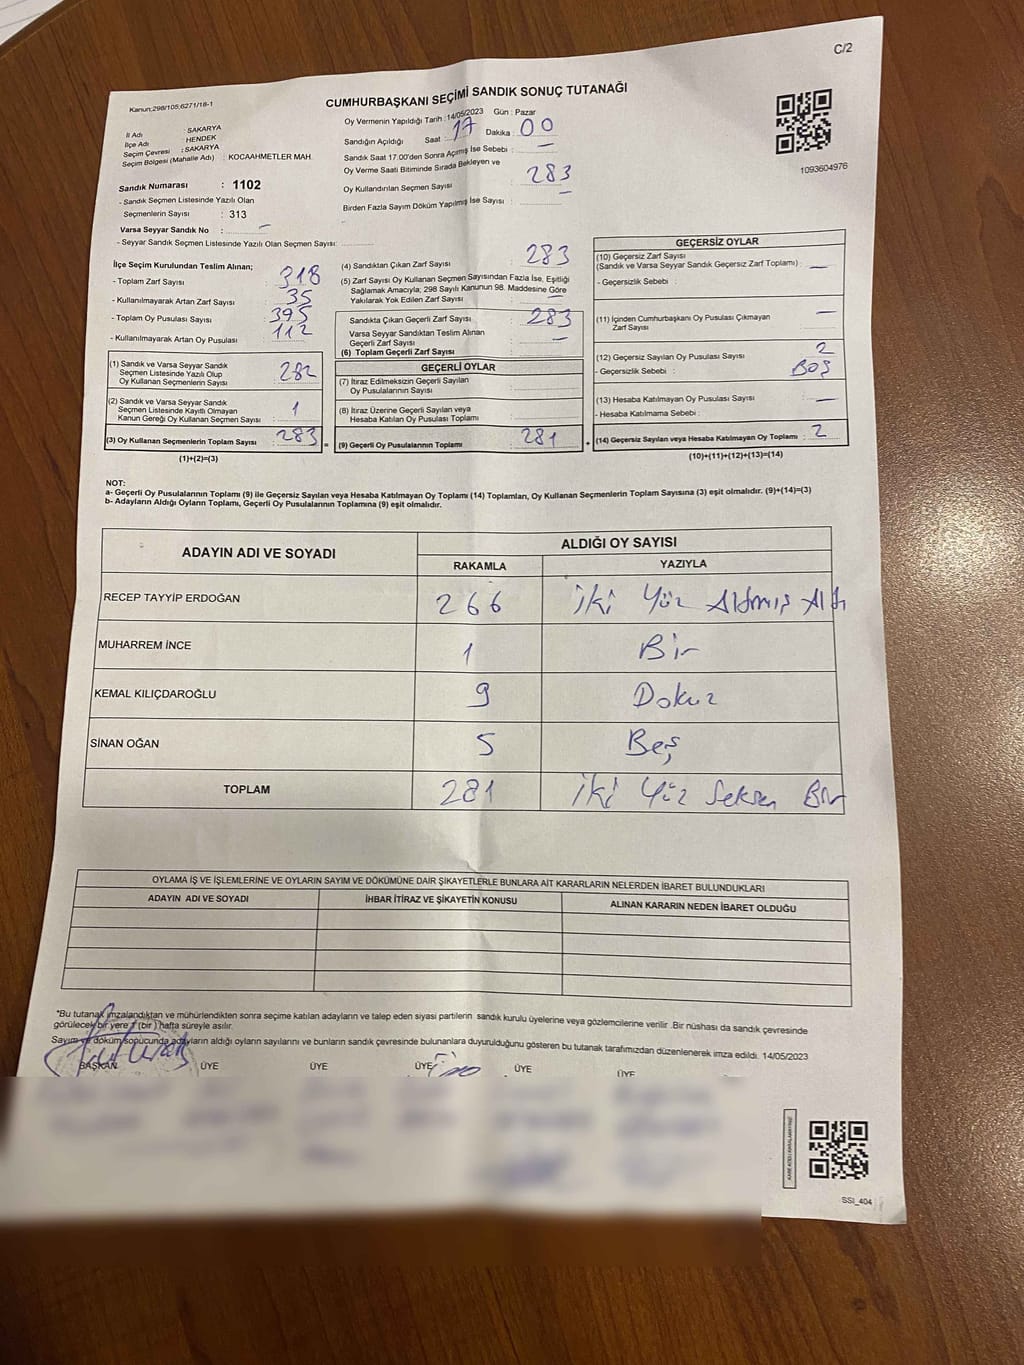 C/2
Kanun:298/105;6271/18-1
CUMHURBAŞKANI SEÇİMİ SANDIK SONUÇ TUTANAĞI
İl Adı : SAKARYA
İlçe Adı : HENDEK
Seçim Çevresi : SAKARYA
Seçim Bölgesi (Mahalle Adı) : KOCAAHMETLER MAH.
Sandık Numarası : 1102
- Sandık Seçmen Listesinde Yazılı Olan
Seçmenlerin Sayısı : 313
Varsa Seyyar Sandık No : —
- Seyyar Sandık Seçmen Listesinde Yazılı Olan Seçmen Sayısı:
Oy Vermenin Yapıldığı Tarih : 14/05/2023 Gün : Pazar
Sandığın Açıldığı Saat : 17 Dakika : 00
Sandık Saat 17.00'den Sonra Açımış İse Sebebi : —
Oy Verme Saati Bitiminde Sırada Bekleyen ve
Oy Kullandırılan Seçmen Sayısı : 283
Birden Fazla Sayım Döküm Yapılmış İse Sayısı : —
1093604976
İlçe Seçim Kurulundan Teslim Alınan;
- Toplam Zarf Sayısı : 318
- Kullanılmayarak Artan Zarf Sayısı : 35
- Toplam Oy Pusulası Sayısı : 395
- Kullanılmayarak Artan Oy Pusulası : 112
(1) Sandık ve Varsa Seyyar Sandık
Seçmen Listesinde Yazılı Olup
Oy Kullanan Seçmenlerin Sayısı : 282
(2) Sandık ve Varsa Seyyar Sandık
Seçmen Listesinde Kayıtlı Olmayan
Kanun Gereği Oy Kullanan Seçmen Sayısı : 1
(3) Oy Kullanan Seçmenlerin Toplam Sayısı : 283 =
(1)+(2)=(3)
(4) Sandıktan Çıkan Zarf Sayısı : 283
(5) Zarf Sayısı Oy Kullanan Seçmen Sayısından Fazla İse, Eşitliği
Sağlamak Amacıyla; 298 Sayılı Kanunun 98. Maddesine Göre
Yakılarak Yok Edilen Zarf Sayısı : —
Sandıkta Çıkan Geçerli Zarf Sayısı : 283
Varsa Seyyar Sandıktan Teslim Alınan
Geçerli Zarf Sayısı : —
(6) Toplam Geçerli Zarf Sayısı :
GEÇERLİ OYLAR
(7) İtiraz Edilmeksizin Geçerli Sayılan
Oy Pusulalarının Sayısı :
(8) İtiraz Üzerine Geçerli Sayılan veya
Hesaba Katılan Oy Pusulası Toplamı :
(9) Geçerli Oy Pusulalarının Toplamı : 281 +
GEÇERSİZ OYLAR
(10) Geçersiz Zarf Sayısı
(Sandık ve Varsa Seyyar Sandık Geçersiz Zarf Toplamı) : —
- Geçersizlik Sebebi :
(11) İçinden Cumhurbaşkanı Oy Pusulası Çıkmayan
Zarf Sayısı : —
(12) Geçersiz Sayılan Oy Pusulası Sayısı : 2
- Geçersizlik Sebebi : BOŞ
(13) Hesaba Katılmayan Oy Pusulası Sayısı : —
- Hesaba Katılmama Sebebi :
(14) Geçersiz Sayılan veya Hesaba Katılmayan Oy Toplamı : 2
(10)+(11)+(12)+(13)=(14)
NOT:
a- Geçerli Oy Pusulalarının Toplamı (9) ile Geçersiz Sayılan veya Hesaba Katılmayan Oy Toplamı (14) Toplamları, Oy Kullanan Seçmenlerin Toplam Sayısına (3) eşit olmalıdır. (9)+(14)=(3)
b- Adayların Aldığı Oyların Toplamı, Geçerli Oy Pusulalarının Toplamına (9) eşit olmalıdır.
ADAYIN ADI VE SOYADI ALDIĞI OY SAYISI
RAKAMLA YAZIYLA
RECEP TAYYİP ERDOĞAN 266 İki Yüz Altmış Altı
MUHARREM İNCE 1 Bir
KEMAL KILIÇDAROĞLU 9 Dokuz
SİNAN OĞAN 5 Beş
TOPLAM 281 İki Yüz Seksen Bir
OYLAMA İŞ VE İŞLEMLERİNE VE OYLARIN SAYIM VE DÖKÜMÜNE DAİR ŞİKAYETLERLE BUNLARA AİT KARARLARIN NELERDEN İBARET BULUNDUKLARI
ADAYIN ADI VE SOYADI İHBAR İTİRAZ VE ŞİKAYETİN KONUSU ALINAN KARARIN NEDEN İBARET OLDUĞU
*Bu tutanak imzalandıktan ve mühürlendikten sonra seçime katılan adayların ve talep eden siyasi partilerin sandık kurulu üyelerine veya gözlemcilerine verilir .Bir nüshası da sandık çevresinde
görülecek bir yere 1 (bir ) hafta süreyle asılır.
Sayım ve döküm sonucunda adayların aldığı oyların sayılarını ve bunların sandık çevresinde bulunanlara duyurulduğunu gösteren bu tutanak tarafımızdan düzenlenerek imza edildi. 14/05/2023
BAŞKAN ÜYE ÜYE ÜYE ÜYE ÜYE
SSI_404